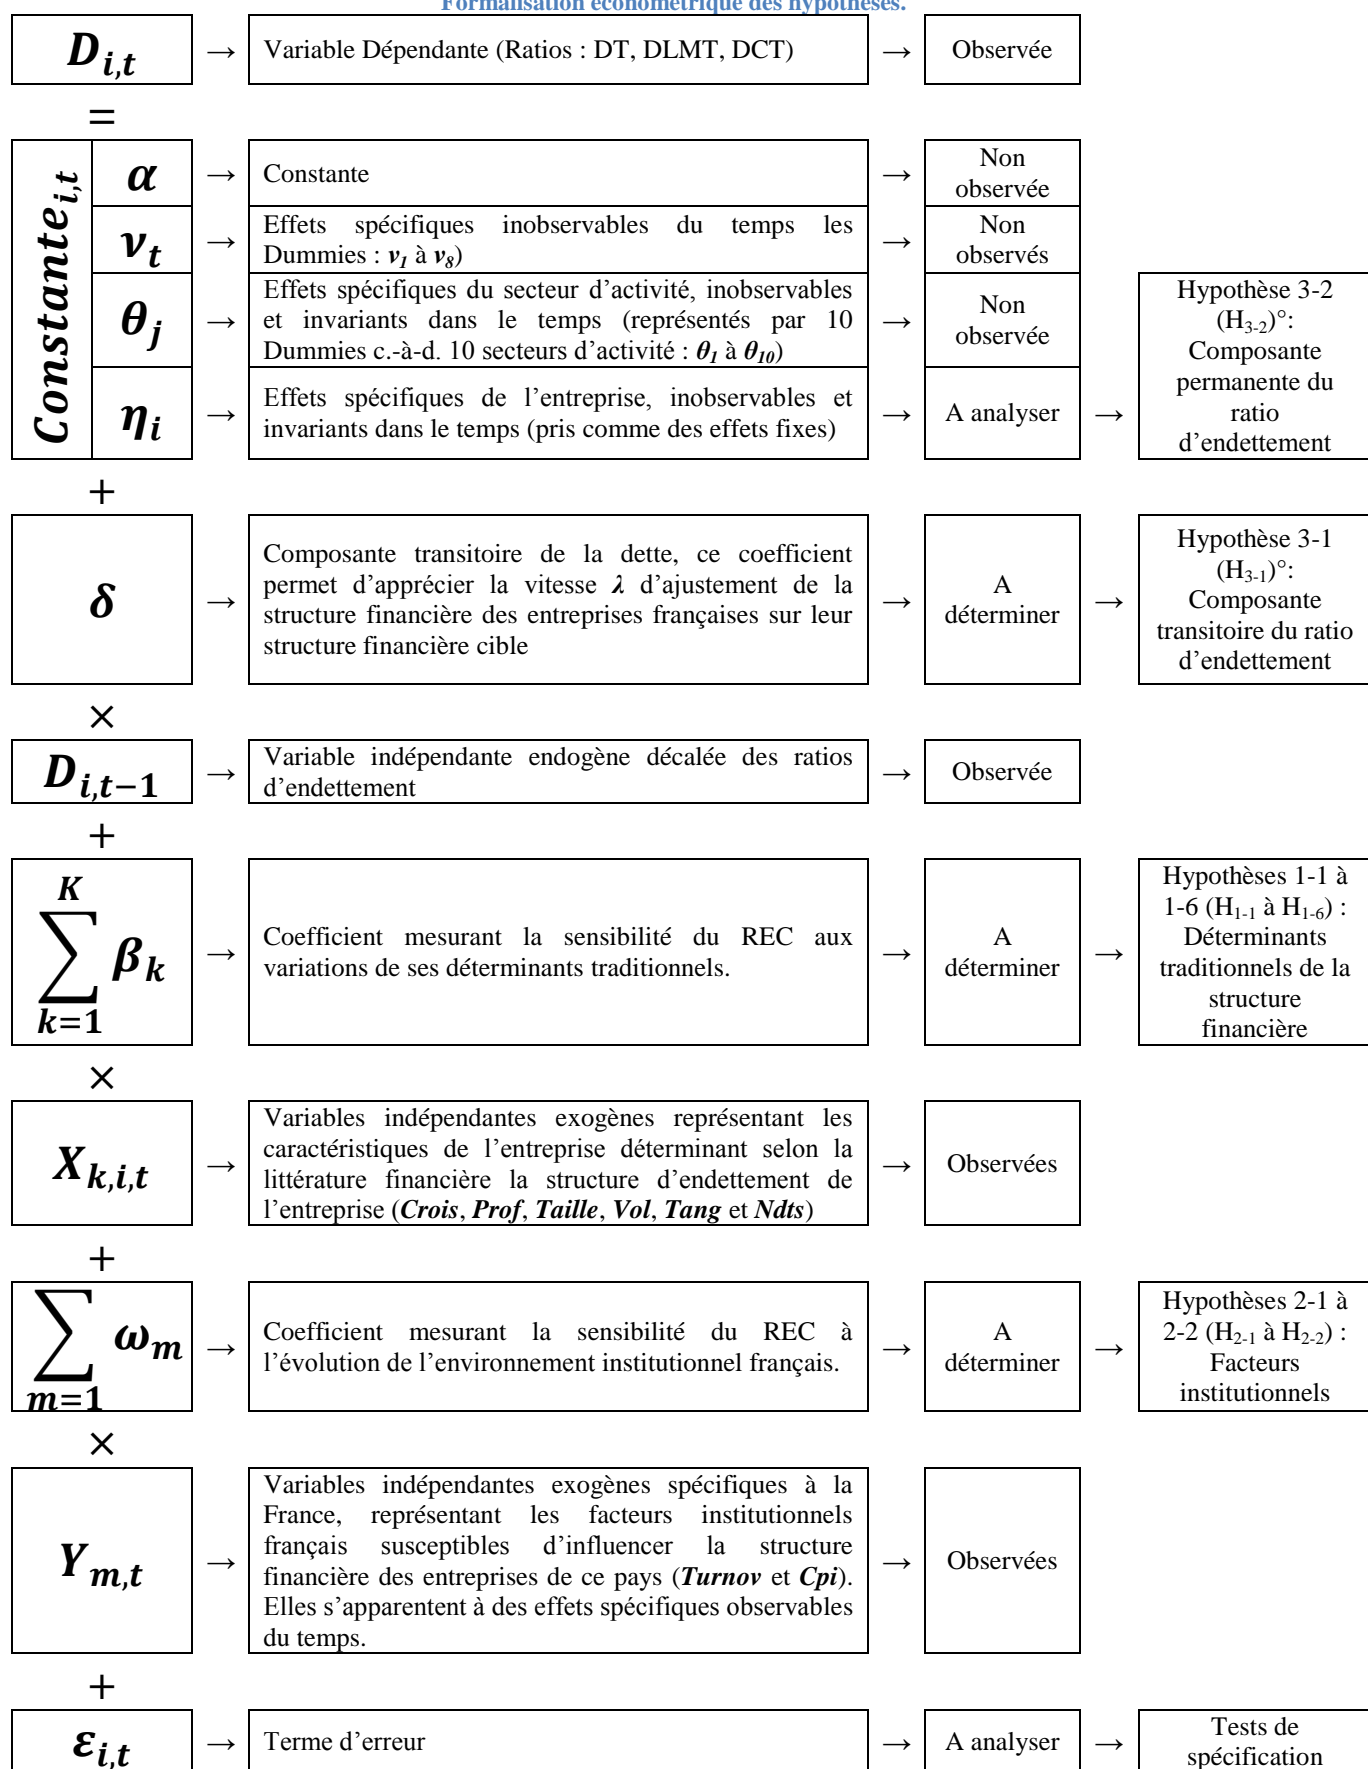 Formalisation économétrique des hypothèses.
D_{i,t} → Variable Dépendante (Ratios : DT, DLMT, DCT) → Observée
=
Constante_{i,t}
α → Constante → Non
observée
ν_t → Effets spécifiques inobservables du temps les
Dummies : v_1 à v_8) → Non
observés
θ_j → Effets spécifiques du secteur d’activité, inobservables
et invariants dans le temps (représentés par 10
Dummies c.-à-d. 10 secteurs d’activité : θ_1 à θ_{10}) → Non
observée
η_i → Effets spécifiques de l’entreprise, inobservables et
invariants dans le temps (pris comme des effets fixes) → A analyser →
Hypothèse 3-2
(H_{3-2})°:
Composante
permanente du
ratio
d’endettement
+
δ → Composante transitoire de la dette, ce coefficient
permet d’apprécier la vitesse λ d’ajustement de la
structure financière des entreprises françaises sur leur
structure financière cible → A
déterminer →
Hypothèse 3-1
(H_{3-1})°:
Composante
transitoire du ratio
d’endettement
×
D_{i,t−1} → Variable indépendante endogène décalée des ratios
d’endettement → Observée
+
K
∑ β_k
k=1
→ Coefficient mesurant la sensibilité du REC aux
variations de ses déterminants traditionnels. → A
déterminer →
Hypothèses 1-1 à
1-6 (H_{1-1} à H_{1-6}) :
Déterminants
traditionnels de la
structure
financière
×
X_{k,i,t} → Variables indépendantes exogènes représentant les
caractéristiques de l’entreprise déterminant selon la
littérature financière la structure d’endettement de
l’entreprise (Crois, Prof, Taille, Vol, Tang et Ndts) → Observées
+
∑ ω_m
m=1
→ Coefficient mesurant la sensibilité du REC à
l’évolution de l’environnement institutionnel français. → A
déterminer →
Hypothèses 2-1 à
2-2 (H_{2-1} à H_{2-2}) :
Facteurs
institutionnels
×
Y_{m,t} → Variables indépendantes exogènes spécifiques à la
France, représentant les facteurs institutionnels
français susceptibles d’influencer la structure
financière des entreprises de ce pays (Turnov et Cpi).
Elles s’apparentent à des effets spécifiques observables
du temps. → Observées
+
ε_{i,t} → Terme d’erreur → A analyser → Tests de
spécification